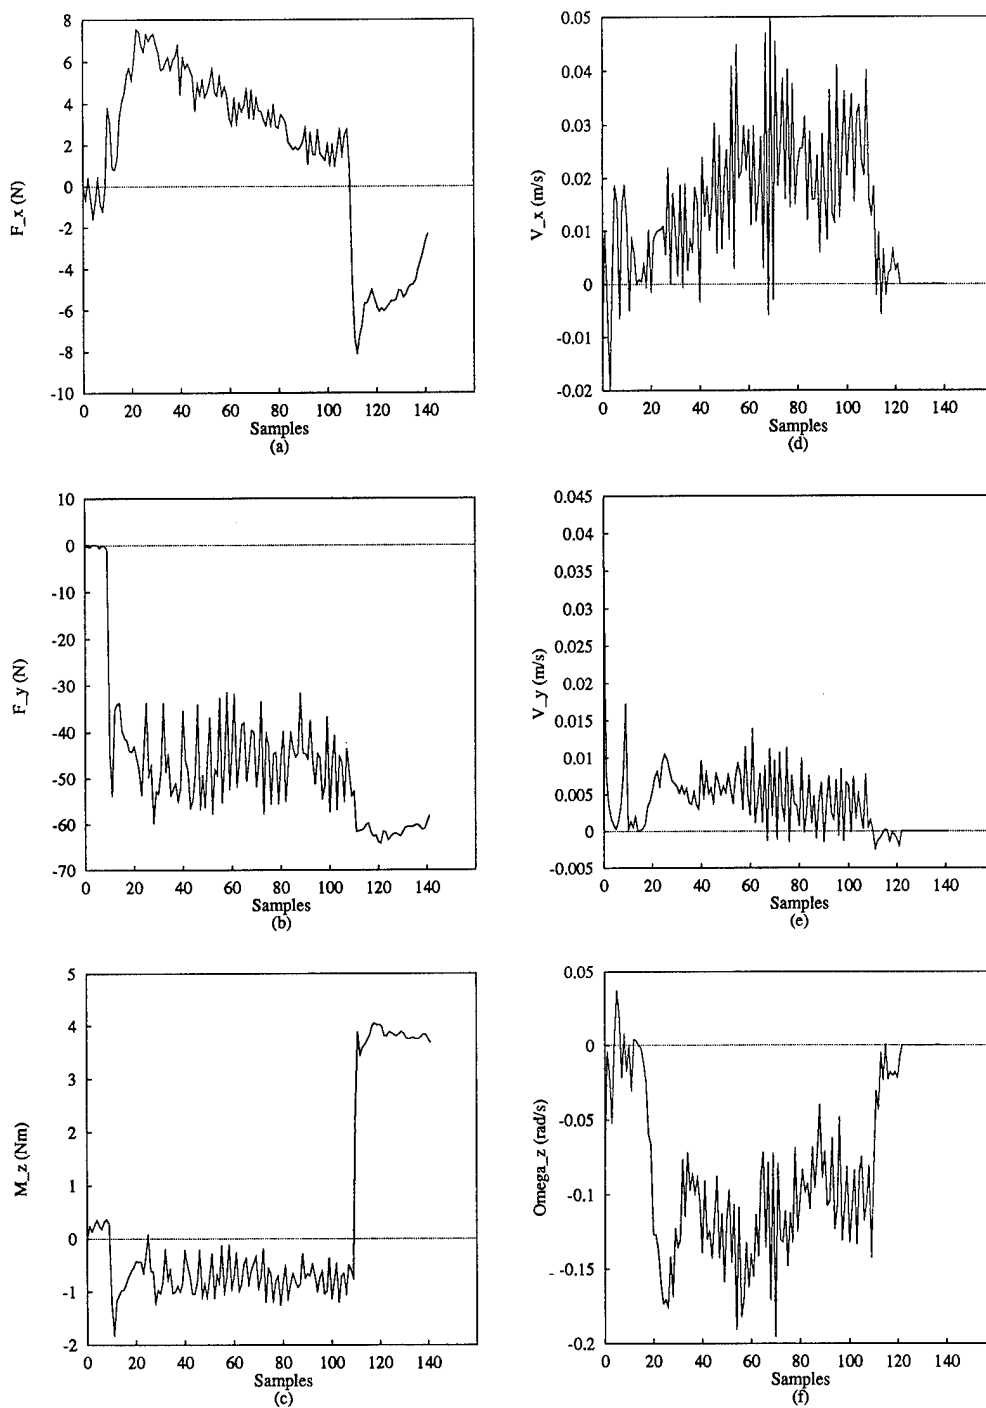 8
6
4
2
0
-2
-4
-6
-8
-10
F_x (N)
0 20 40 60 80 100 120 140
Samples
(a)
0.05
0.04
0.03
0.02
0.01
0
-0.01
-0.02
V_x (m/s)
0 20 40 60 80 100 120 140
Samples
(d)
10
0
-10
-20
-30
-40
-50
-60
-70
F_y (N)
0 20 40 60 80 100 120 140
Samples
(b)
0.045
0.04
0.035
0.03
0.025
0.02
0.015
0.01
0.005
0
-0.005
V_y (m/s)
0 20 40 60 80 100 120 140
Samples
(e)
5
4
3
2
1
0
-1
-2
M_z (Nm)
0 20 40 60 80 100 120 140
Samples
(c)
0.05
0
-0.05
-0.1
-0.15
-0.2
Omega_z (rad/s)
0 20 40 60 80 100 120 140
Samples
(f)